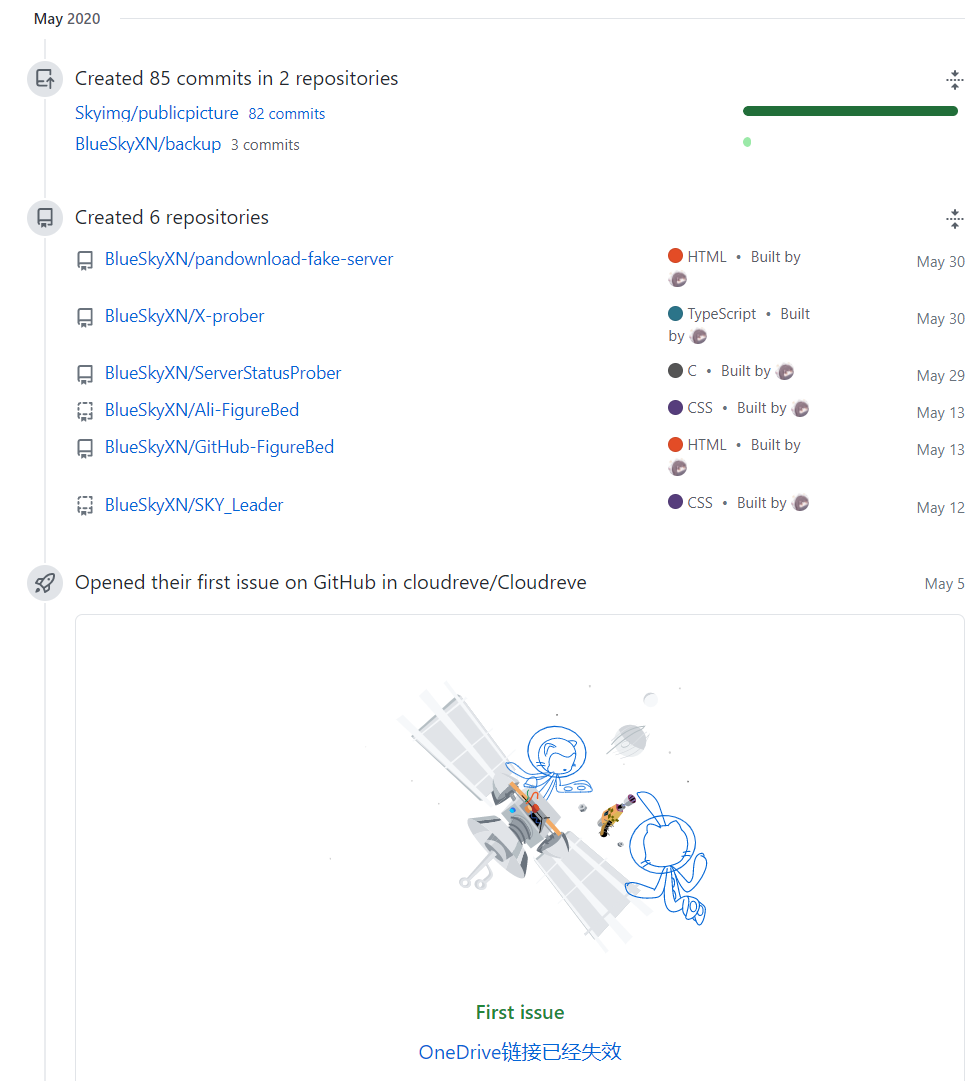 May 2020
Created 85 commits in 2 repositories
Skyimg/publicpicture 82 commits
BlueSkyXN/backup 3 commits
Created 6 repositories
BlueSkyXN/pandownload-fake-server HTML • Built by May 30
BlueSkyXN/X-prober TypeScript • Built by May 30
BlueSkyXN/ServerStatusProber C • Built by May 29
BlueSkyXN/Ali-FigureBed CSS • Built by May 13
BlueSkyXN/GitHub-FigureBed HTML • Built by May 13
BlueSkyXN/SKY_Leader CSS • Built by May 12
Opened their first issue on GitHub in cloudreve/Cloudreve May 5
First issue
OneDrive链接已经失效